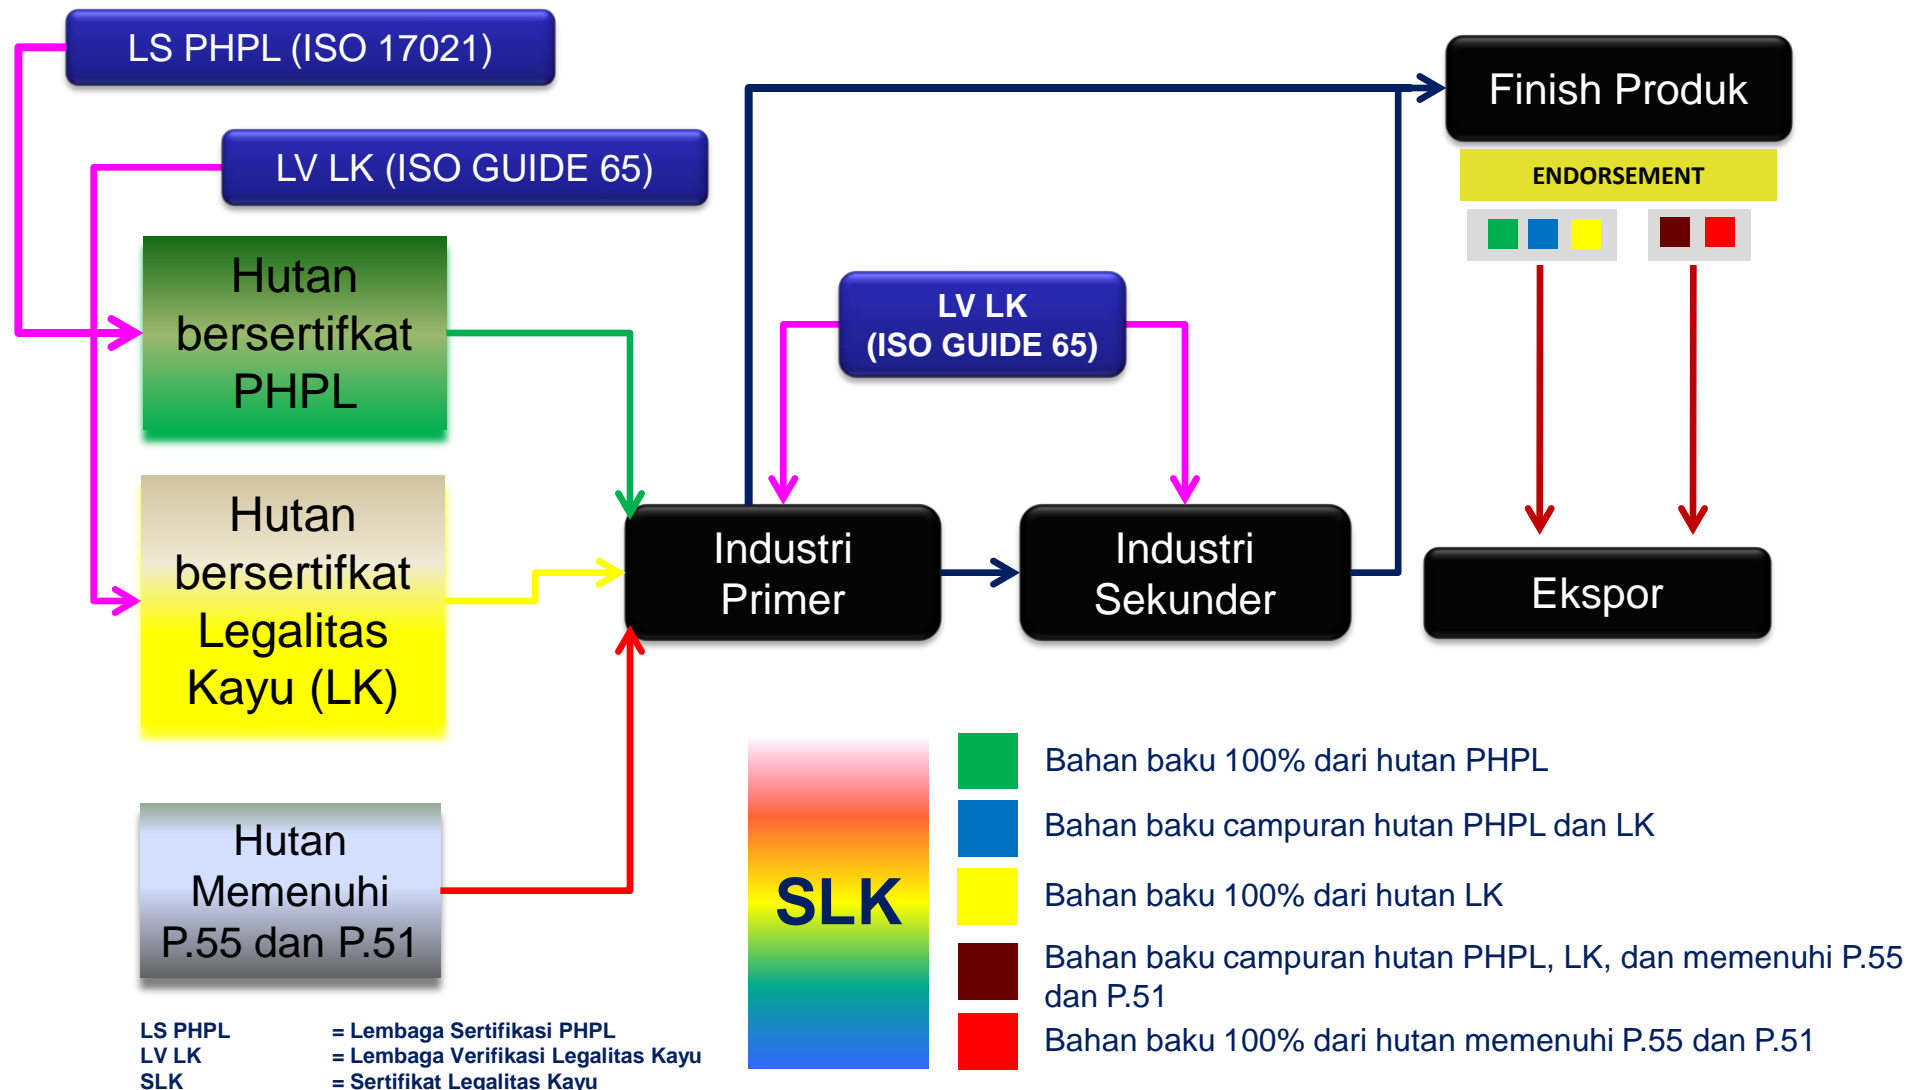 LS PHPL (ISO 17021)
LV LK (ISO GUIDE 65)
Hutan
bersertifkat
PHPL
Hutan
bersertifkat
Legalitas
Kayu (LK)
Hutan
Memenuhi
P.55 dan P.51
LV LK
(ISO GUIDE 65)
Industri
Primer
Industri
Sekunder
Finish Produk
ENDORSEMENT
Ekspor
SLK
Bahan baku 100% dari hutan PHPL
Bahan baku campuran hutan PHPL dan LK
Bahan baku 100% dari hutan LK
Bahan baku campuran hutan PHPL, LK, dan memenuhi P.55
dan P.51
Bahan baku 100% dari hutan memenuhi P.55 dan P.51
LS PHPL = Lembaga Sertifikasi PHPL
LV LK = Lembaga Verifikasi Legalitas Kayu
SLK = Sertifikat Legalitas Kayu